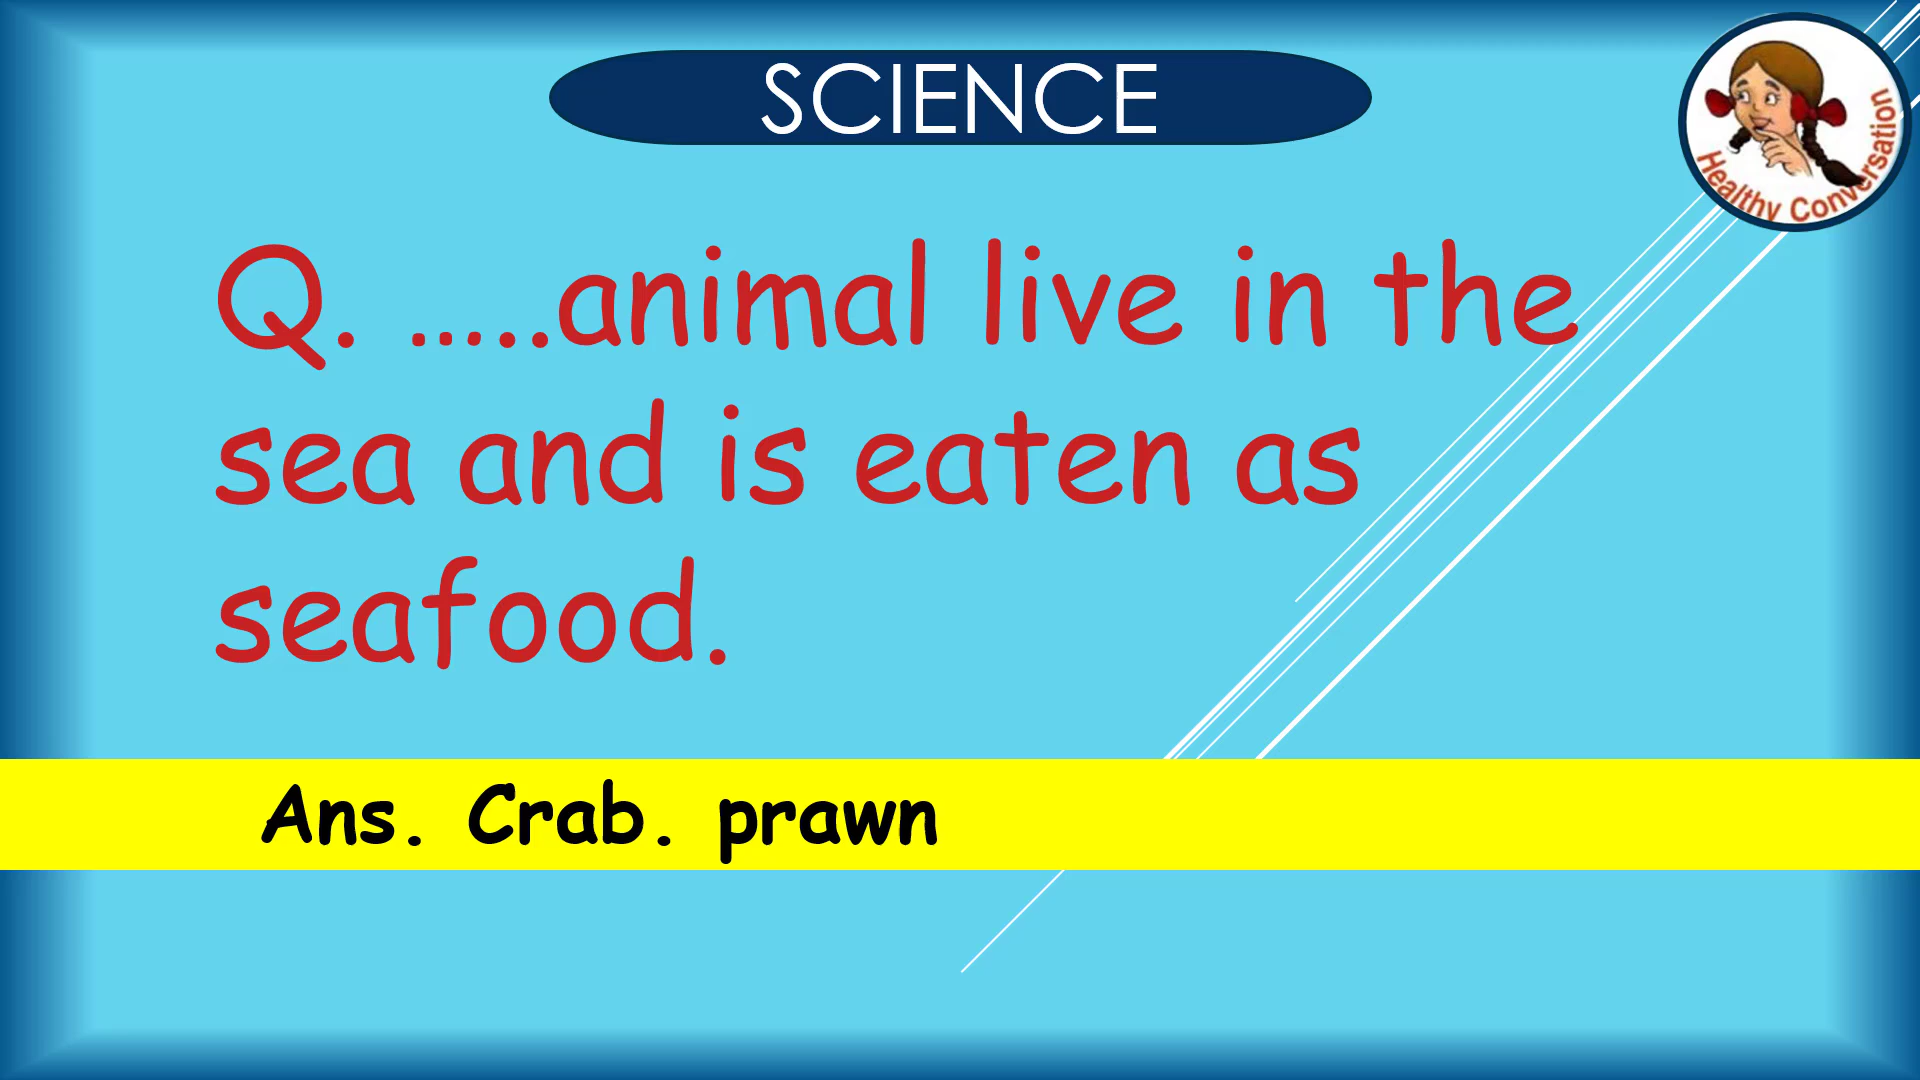 SCIENCE
Healthy Conversation
Q. .....animal live in the
sea and is eaten as
seafood.
Ans. Crab. prawn